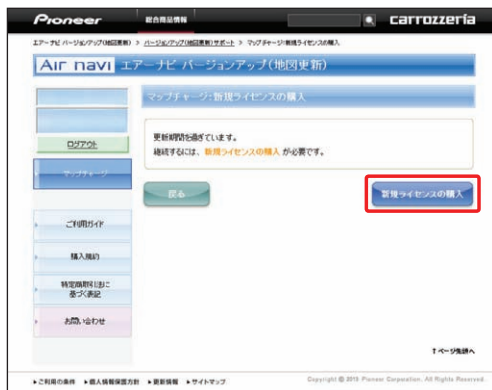 Pioneer
総合商品情報
carrozzeria
エアーナビ バージョンアップ(地図更新) > バージョンアップ(地図更新)サポート > マップチャージ:新規ライセンスの購入
Air navi エアーナビ バージョンアップ(地図更新)
マップチャージ:新規ライセンスの購入
ログアウト
マップチャージ
更新期間を過ぎています。
継続するには、新規ライセンスの購入 が必要です。
戻る
新規ライセンスの購入
ご利用ガイド
購入規約
特定商取引法に
基づく表記
お問い合わせ
↑ページ先頭へ
ご利用の条件
個人情報保護方針
更新情報
サイトマップ
Copyright © 2013 Pioneer Corporation. All Rights Reserved.